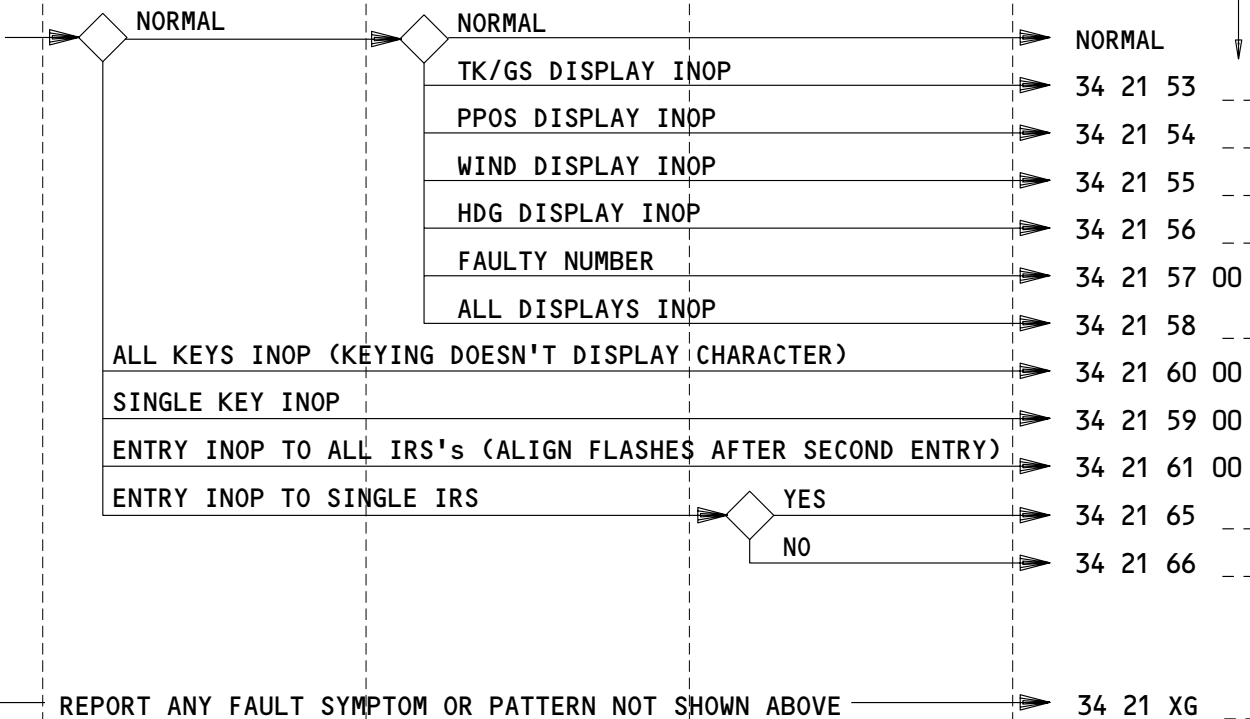 NORMAL NORMAL NORMAL
TK/GS DISPLAY INOP 34 21 53 _ _
PPOS DISPLAY INOP 34 21 54 _ _
WIND DISPLAY INOP 34 21 55 _ _
HDG DISPLAY INOP 34 21 56 _ _
FAULTY NUMBER 34 21 57 00
ALL DISPLAYS INOP 34 21 58 _ _
ALL KEYS INOP (KEYING DOESN'T DISPLAY CHARACTER) 34 21 60 00
SINGLE KEY INOP 34 21 59 00
ENTRY INOP TO ALL IRS's (ALIGN FLASHES AFTER SECOND ENTRY) 34 21 61 00
ENTRY INOP TO SINGLE IRS YES 34 21 65 _ _
NO 34 21 66 _ _
REPORT ANY FAULT SYMPTOM OR PATTERN NOT SHOWN ABOVE 34 21 XG _ _